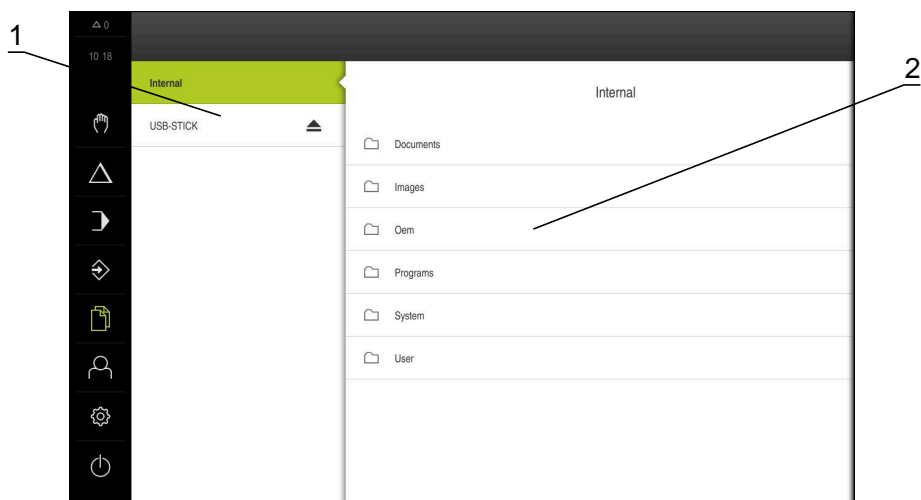 1
0
10 18
2
Internal
USB-STICK
Internal
Documents
Images
Oem
Programs
System
User